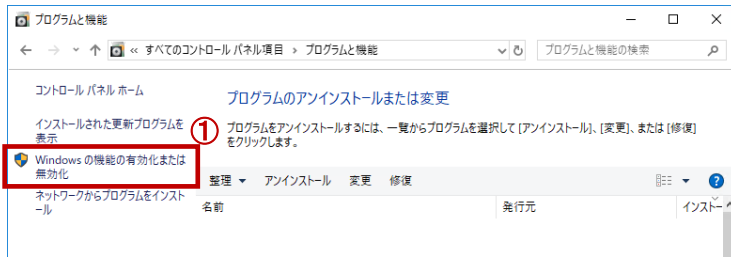 プログラムと機能
« すべてのコントロール パネル項目 › プログラムと機能
プログラムと機能の検索
コントロール パネル ホーム
インストールされた更新プログラムを
表示
Windows の機能の有効化または
無効化
ネットワークからプログラムをインスト
ール
①
プログラムのアンインストールまたは変更
プログラムをアンインストールするには、一覧からプログラムを選択して [アンインストール]、[変更]、または [修復]
をクリックします。
整理 ▼ アンインストール 変更 修復
名前 発行元 インストー